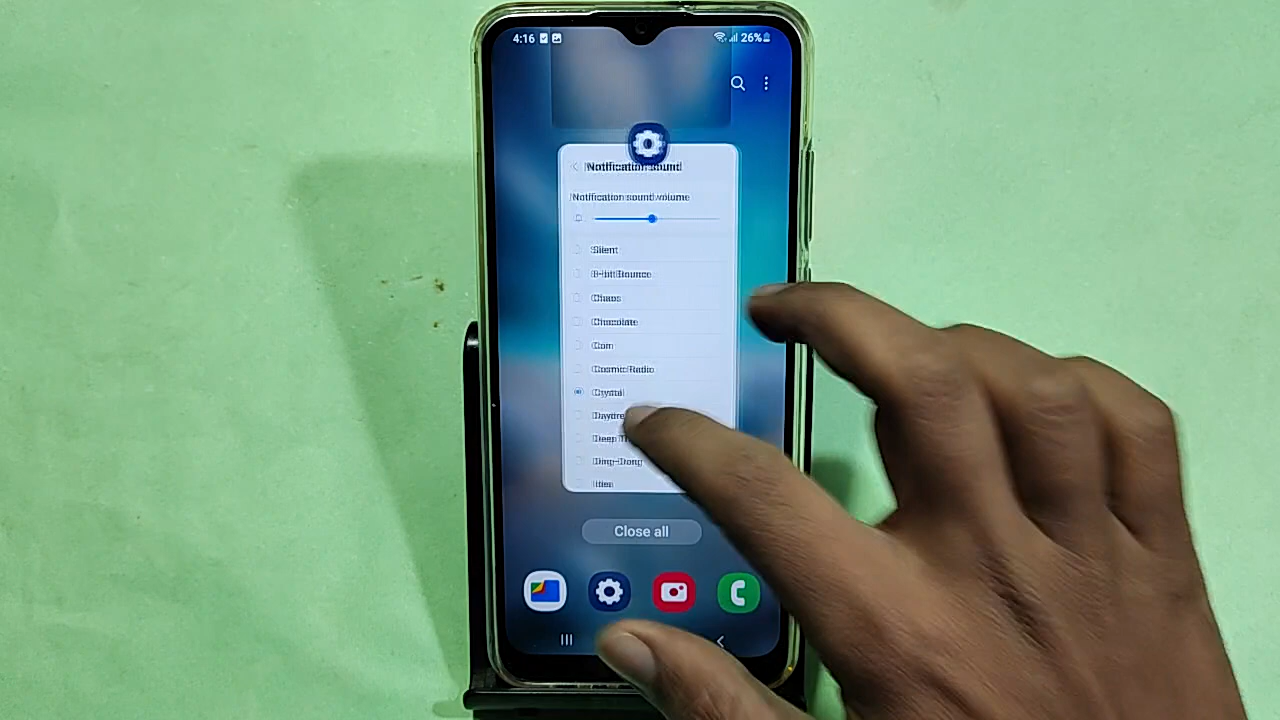 4:16
26%
Notification sound
Notification sound volume
Silent
8-bit Bounce
Chaos
Chocolate
Coin
Cosmic Radio
Crystal
Deep
Ding-Dong
Close all